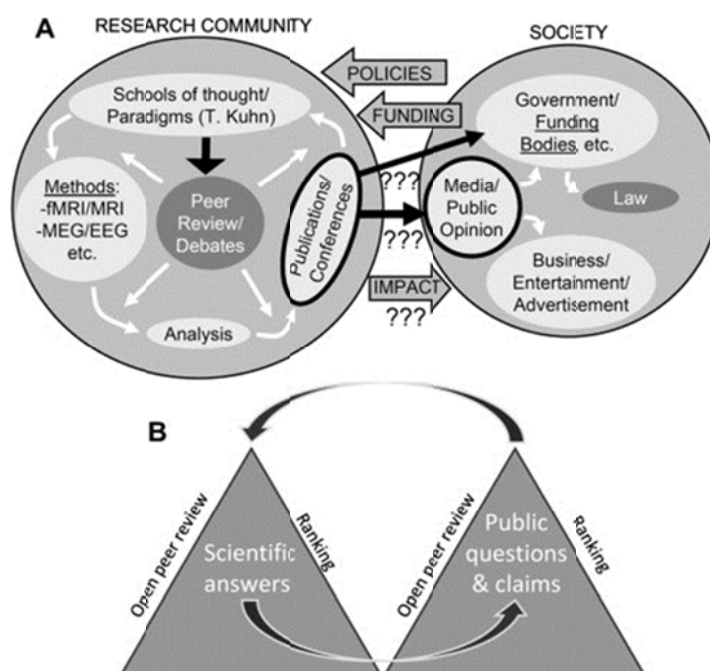 A
RESEARCH COMMUNITY
SOCIETY
POLICIES
FUNDING
Schools of thought/
Paradigms (T. Kuhn)
Methods:
-fMRI/MRI
-MEG/EEG
etc.
Peer
Review/
Debates
Publications/
Conferences
Analysis
???
???
IMPACT
???
Government/
Funding
Bodies, etc.
Media/
Public
Opinion
Law
Business/
Entertainment/
Advertisement
B
Open peer review
Scientific
answers
Ranking
Open peer review
Public
questions
& claims
Ranking